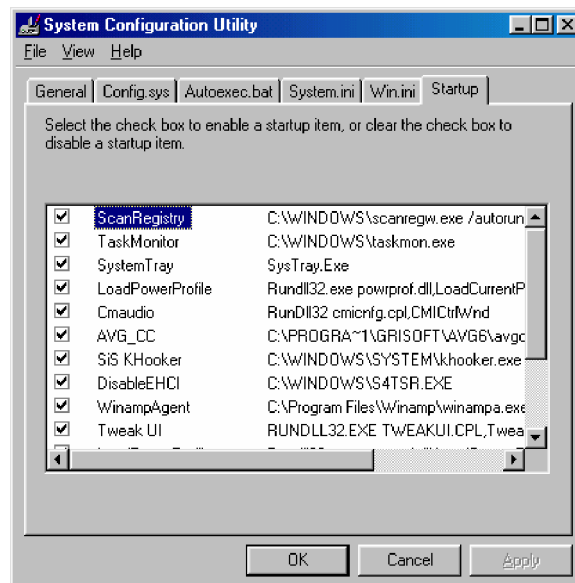 System Configuration Utility
File View Help
General Config.sys Autoexec.bat System.ini Win.ini Startup
Select the check box to enable a startup item, or clear the check box to
disable a startup item.
ScanRegistry C:\WINDOWS\scanregw.exe /autorun
TaskMonitor C:\WINDOWS\taskmon.exe
SystemTray SysTray.Exe
LoadPowerProfile Rundll32.exe powrprof.dll,LoadCurrentP
Cmaudio RunDll32 cmicnfg.cpl,CMICtrlWnd
AVG_CC C:\PROGRA~1\GRISOFT\AVG6\avgc
SiS KHooker C:\WINDOWS\SYSTEM\khooker.exe
DisableEHCI C:\WINDOWS\S4TSR.EXE
WinampAgent C:\Program Files\Winamp\winampa.exe
Tweak UI RUNDLL32.EXE TWEAKUI.CPL,Twea
OK Cancel Apply